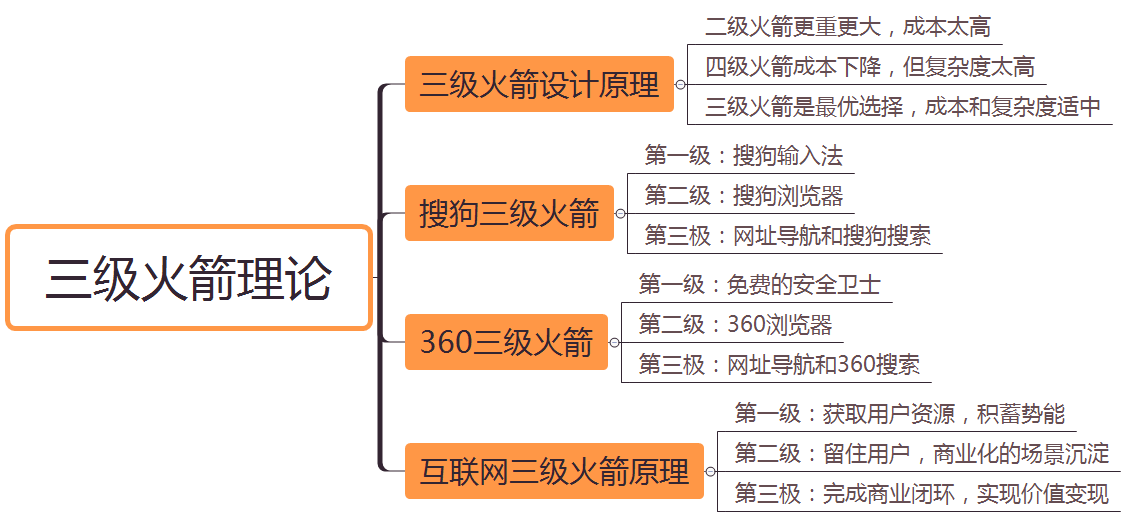 三级火箭理论
三级火箭设计原理
二级火箭更重更大，成本太高
四级火箭成本下降，但复杂度太高
三级火箭是最优选择，成本和复杂度适中
搜狗三级火箭
第一级：搜狗输入法
第二级：搜狗浏览器
第三极：网址导航和搜狗搜索
360三级火箭
第一级：免费的安全卫士
第二级：360浏览器
第三极：网址导航和360搜索
互联网三级火箭原理
第一级：获取用户资源，积蓄势能
第二级：留住用户，商业化的场景沉淀
第三极：完成商业闭环，实现价值变现